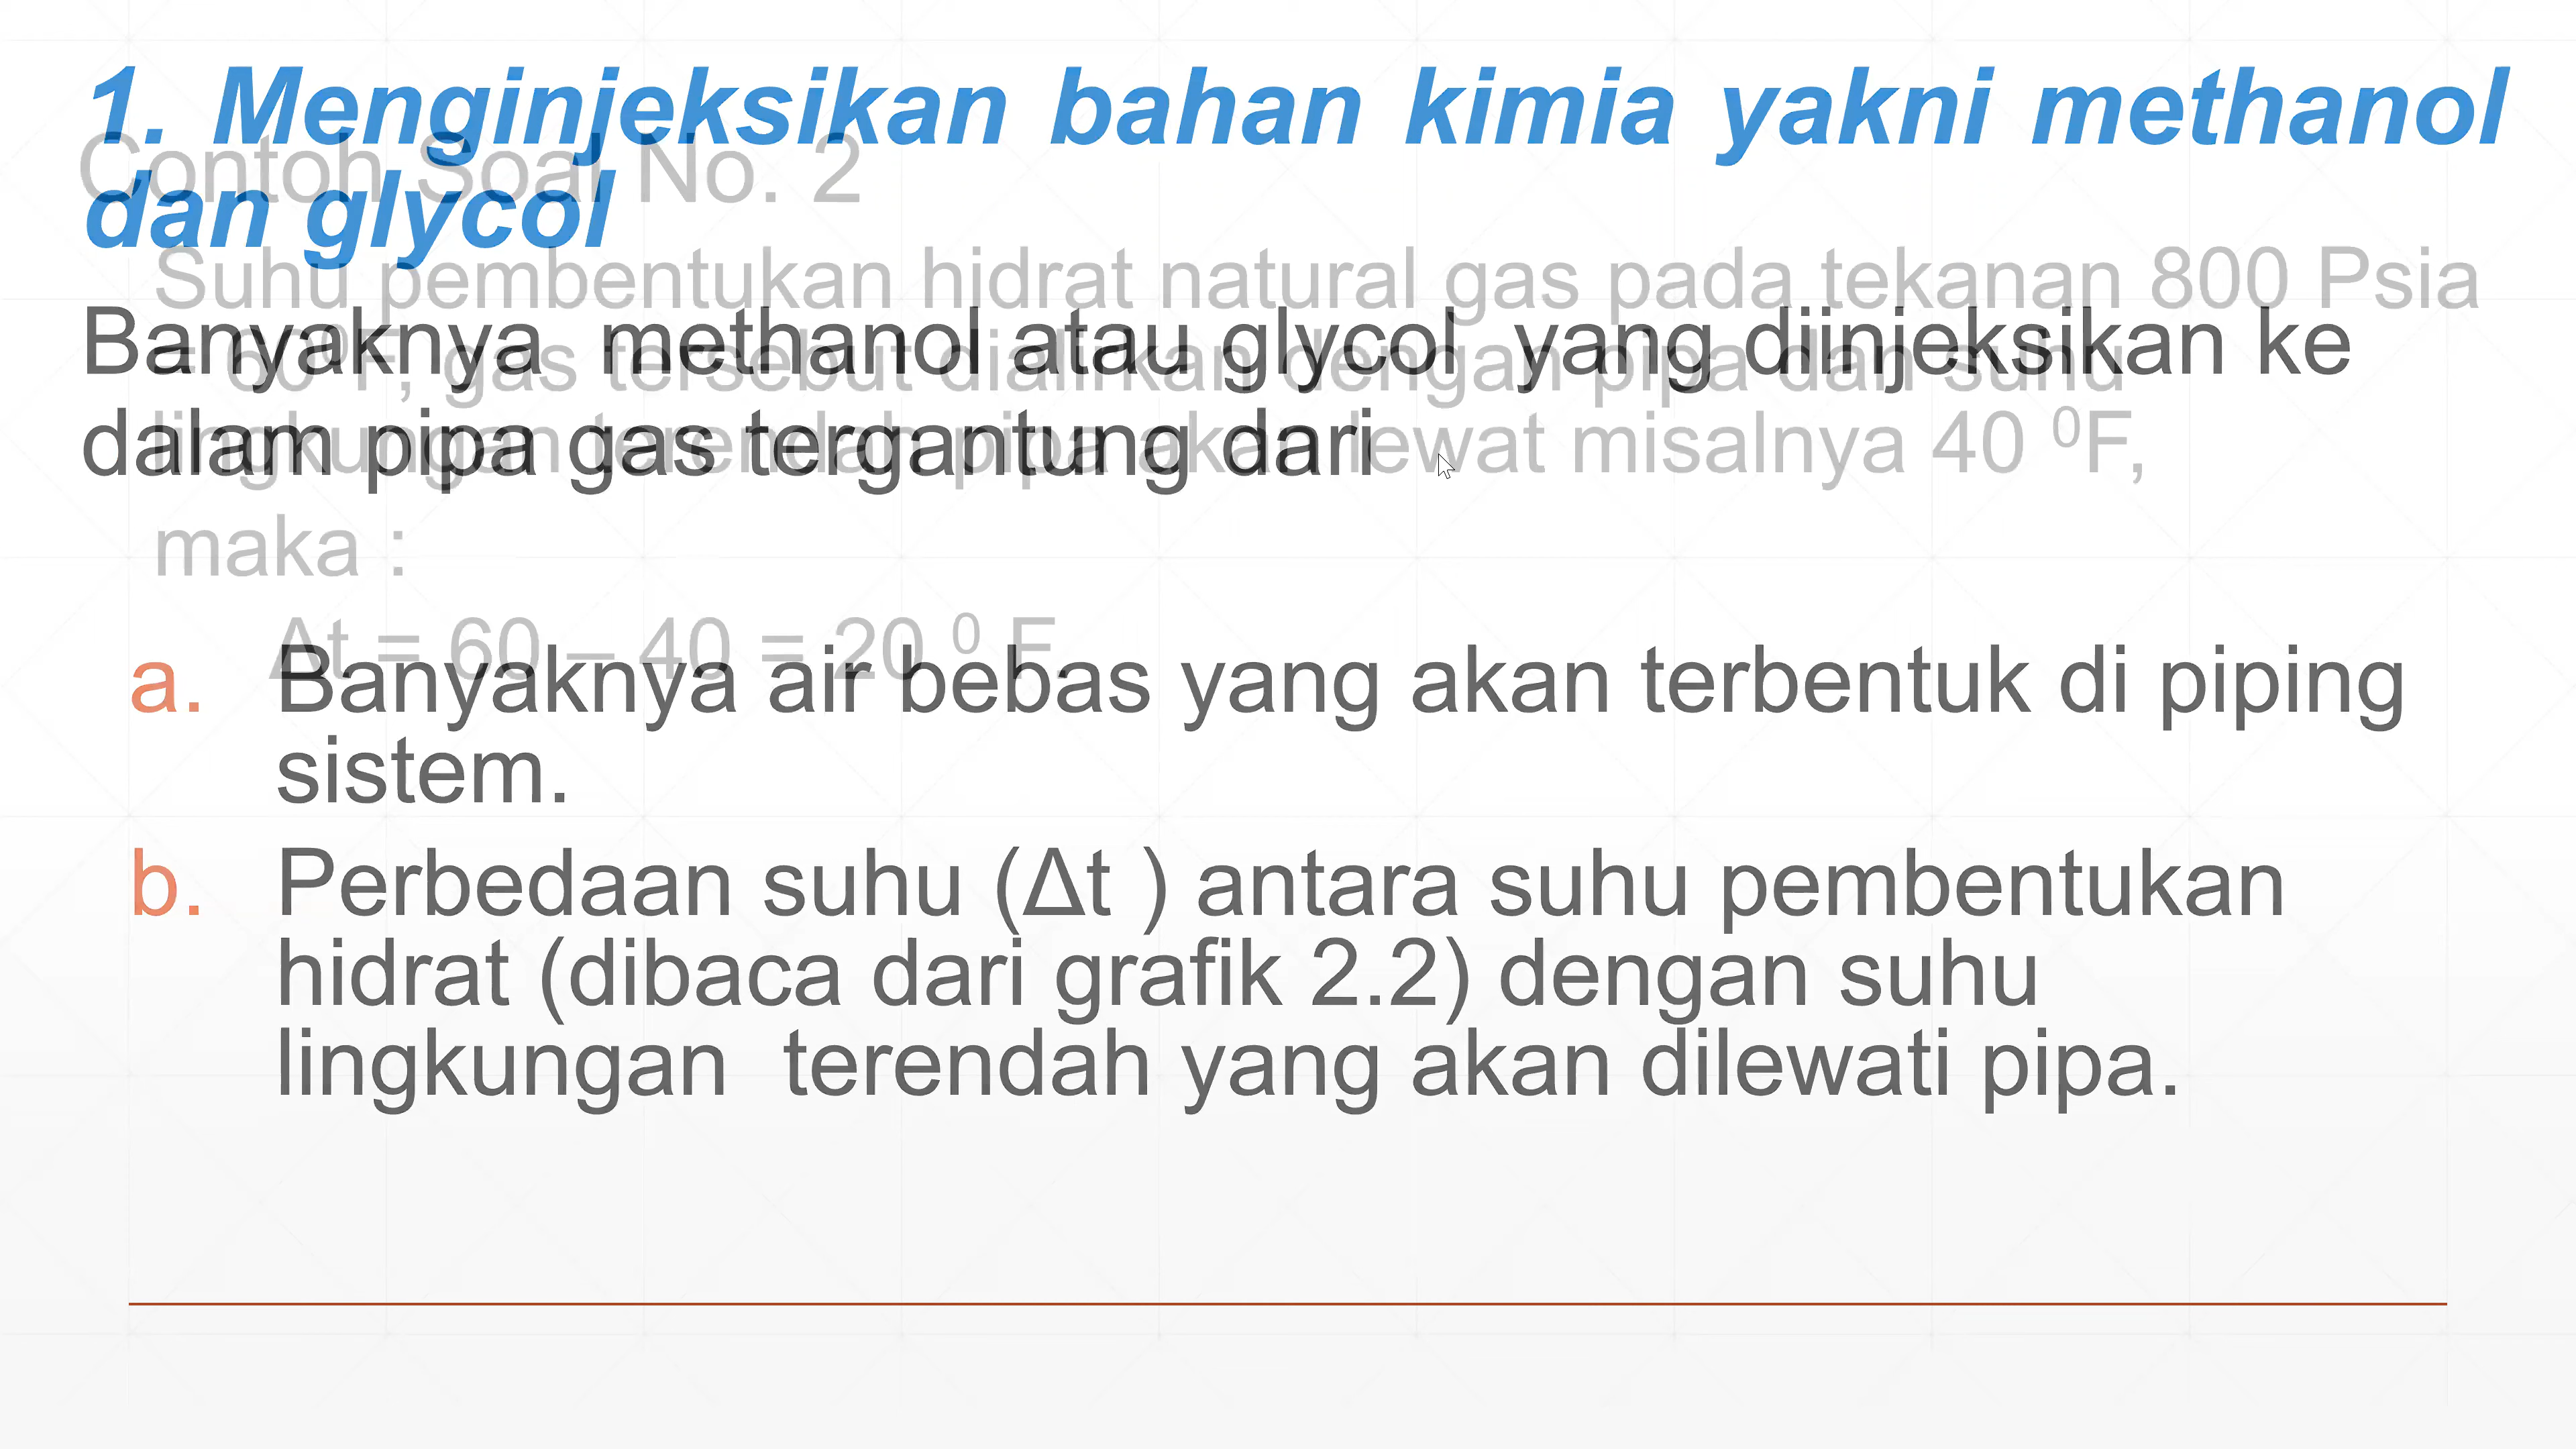 1. Menginjeksikan bahan kimia yakni methanol
dan glycol
Banyaknya methanol atau glycol yang diinjeksikan ke
dalam pipa gas tergantung dari
a. Banyaknya air bebas yang akan terbentuk di piping
sistem.
b. Perbedaan suhu (Δt ) antara suhu pembentukan
hidrat (dibaca dari grafik 2.2) dengan suhu
lingkungan terendah yang akan dilewati pipa.
Contoh Soal No. 2
Suhu pembentukan hidrat natural gas pada tekanan 800 Psia
= 60 ⁰F, gas tersebut dialirkan dengan pipa dan suhu
lingkungan terendah pipa akan lewat misalnya 40 ⁰F,
maka :
Δt = 60 – 40 = 20 ⁰ F.